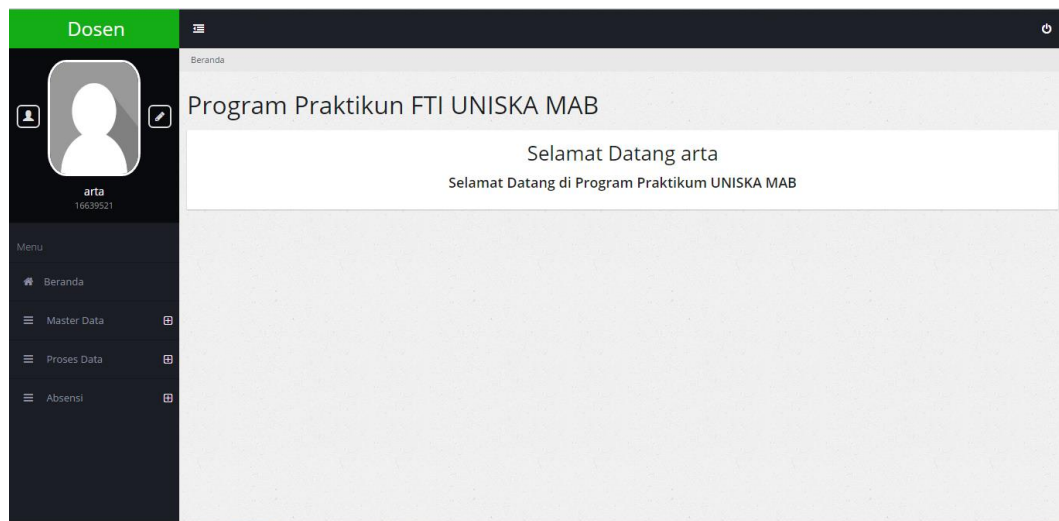 Dosen
arta
16639521
Menu
Beranda
Master Data
Proses Data
Absensi
Beranda
Program Praktikun FTI UNISKA MAB
Selamat Datang arta
Selamat Datang di Program Praktikum UNISKA MAB